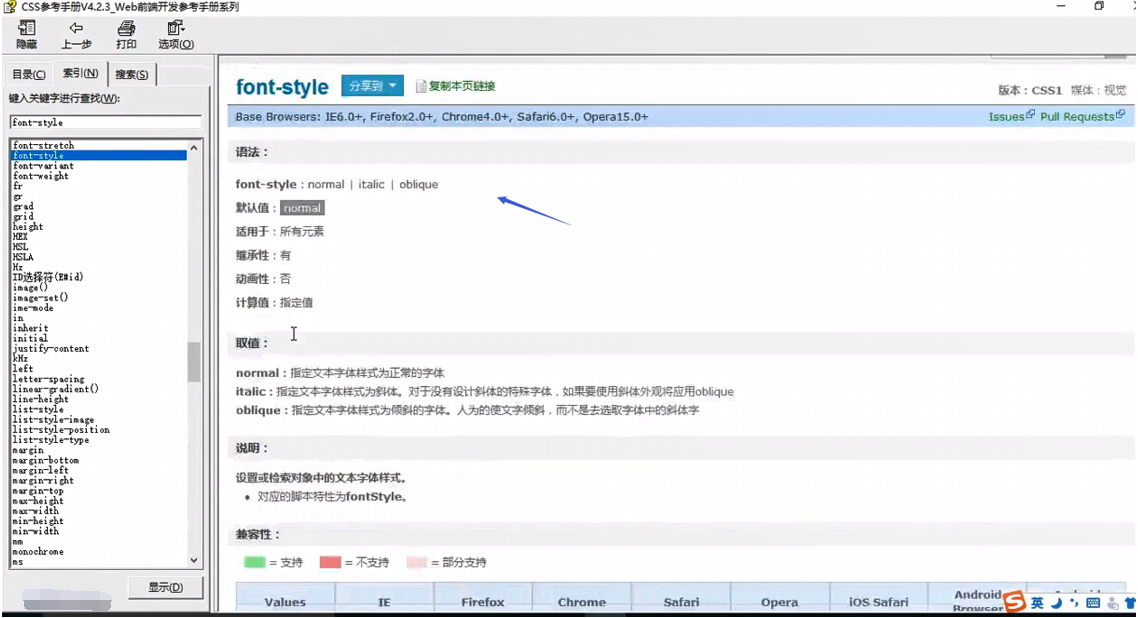 CSS参考手册V4.2.3_Web前端开发参考手册系列
隐藏 上一步 打印 选项(O)
目录(C) 索引(N) 搜索(S)
键入关键字进行查找(W):
font-style
font-stretch
font-style
font-variant
font-weight
fr
gr
grad
grid
height
HEX
HSL
HSLA
Hz
ID选择符(E#id)
image()
image-set()
ime-mode
in
inherit
initial
justify-content
kHz
left
letter-spacing
linear-gradient()
line-height
list-style
list-style-image
list-style-position
list-style-type
margin
margin-bottom
margin-left
margin-right
margin-top
max-height
max-width
min-height
min-width
mm
monochrome
ms
显示(D)
font-style 分享到 复制本页链接
版本：CSS1 媒体：视觉
Base Browsers: IE6.0+, Firefox2.0+, Chrome4.0+, Safari6.0+, Opera15.0+ Issues Pull Requests
语法：
font-style：normal | italic | oblique
默认值：normal
适用于：所有元素
继承性：有
动画性：否
计算值：指定值
取值：
normal：指定文本字体样式为正常的字体
italic：指定文本字体样式为斜体。对于没有设计斜体的特殊字体，如果要使用斜体外观将应用oblique
oblique：指定文本字体样式为倾斜的字体。人为的使文字倾斜，而不是去选取字体中的斜体字
说明：
设置或检索对象中的文本字体样式。
• 对应的脚本特性为fontStyle。
兼容性：
= 支持 = 不支持 = 部分支持
Values IE Firefox Chrome Safari Opera iOS Safari Android
Browser
S 英